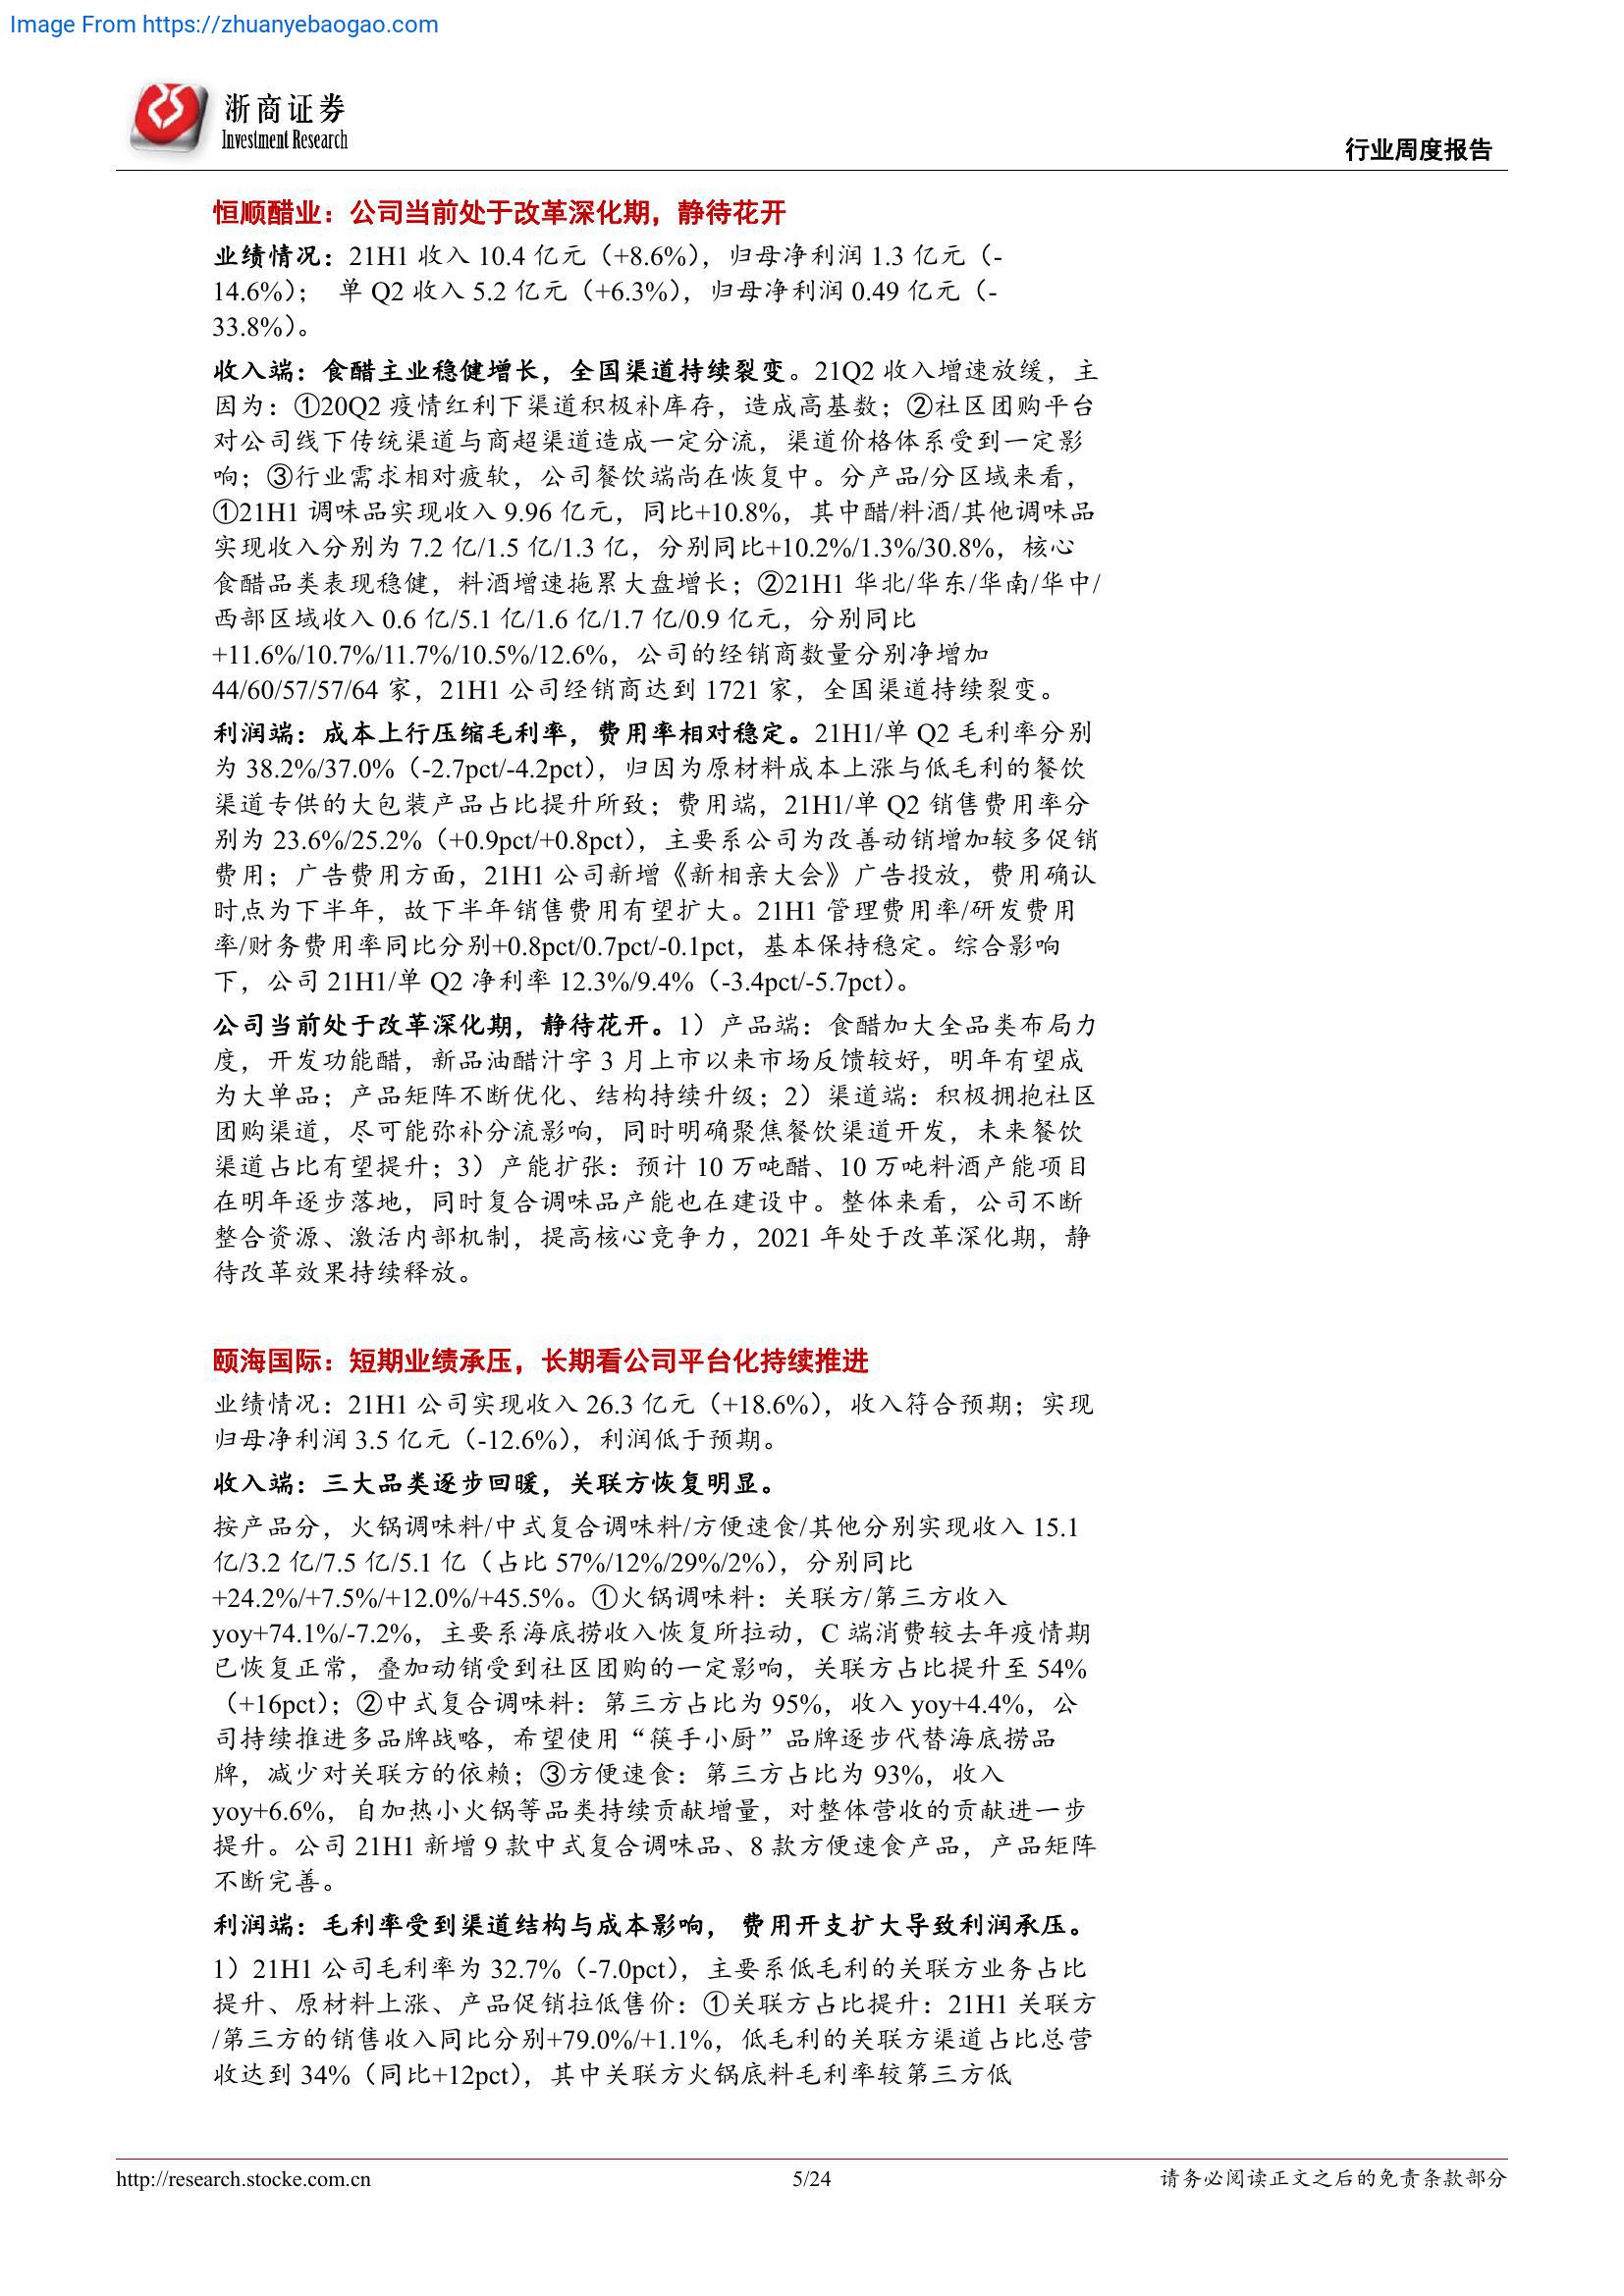 Image From https://zhuanyebaogao.com
浙商证券
Investment Research
行业周度报告
恒顺醋业：公司当前处于改革深化期，静待花开
业绩情况：21H1 收入 10.4 亿元（+8.6%），归母净利润 1.3 亿元（-
14.6%）； 单 Q2 收入 5.2 亿元（+6.3%），归母净利润 0.49 亿元（-
33.8%）。
收入端：食醋主业稳健增长，全国渠道持续裂变。21Q2 收入增速放缓，主
因为：①20Q2 疫情红利下渠道积极补库存，造成高基数；②社区团购平台
对公司线下传统渠道与商超渠道造成一定分流，渠道价格体系受到一定影
响；③行业需求相对疲软，公司餐饮端尚在恢复中。分产品/分区域来看，
①21H1 调味品实现收入 9.96 亿元，同比+10.8%，其中醋/料酒/其他调味品
实现收入分别为 7.2 亿/1.5 亿/1.3 亿，分别同比+10.2%/1.3%/30.8%，核心
食醋品类表现稳健，料酒增速拖累大盘增长；②21H1 华北/华东/华南/华中/
西部区域收入 0.6 亿/5.1 亿/1.6 亿/1.7 亿/0.9 亿元，分别同比
+11.6%/10.7%/11.7%/10.5%/12.6%，公司的经销商数量分别净增加
44/60/57/57/64 家，21H1 公司经销商达到 1721 家，全国渠道持续裂变。
利润端：成本上行压缩毛利率，费用率相对稳定。21H1/单 Q2 毛利率分别
为 38.2%/37.0%（-2.7pct/-4.2pct），归因为原材料成本上涨与低毛利的餐饮
渠道专供的大包装产品占比提升所致；费用端，21H1/单 Q2 销售费用率分
别为 23.6%/25.2%（+0.9pct/+0.8pct），主要系公司为改善动销增加较多促销
费用；广告费用方面，21H1 公司新增《新相亲大会》广告投放，费用确认
时点为下半年，故下半年销售费用有望扩大。21H1 管理费用率/研发费用
率/财务费用率同比分别+0.8pct/0.7pct/-0.1pct，基本保持稳定。综合影响
下，公司 21H1/单 Q2 净利率 12.3%/9.4%（-3.4pct/-5.7pct）。
公司当前处于改革深化期，静待花开。1）产品端：食醋加大全品类布局力
度，开发功能醋，新品油醋汁字 3 月上市以来市场反馈较好，明年有望成
为大单品；产品矩阵不断优化、结构持续升级；2）渠道端：积极拥抱社区
团购渠道，尽可能弥补分流影响，同时明确聚焦餐饮渠道开发，未来餐饮
渠道占比有望提升；3）产能扩张：预计 10 万吨醋、10 万吨料酒产能项目
在明年逐步落地，同时复合调味品产能也在建设中。整体来看，公司不断
整合资源、激活内部机制，提高核心竞争力，2021 年处于改革深化期，静
待改革效果持续释放。
颐海国际：短期业绩承压，长期看公司平台化持续推进
业绩情况：21H1 公司实现收入 26.3 亿元（+18.6%），收入符合预期；实现
归母净利润 3.5 亿元（-12.6%），利润低于预期。
收入端：三大品类逐步回暖，关联方恢复明显。
按产品分，火锅调味料/中式复合调味料/方便速食/其他分别实现收入 15.1
亿/3.2 亿/7.5 亿/5.1 亿（占比 57%/12%/29%/2%），分别同比
+24.2%/+7.5%/+12.0%/+45.5%。①火锅调味料：关联方/第三方收入
yoy+74.1%/-7.2%，主要系海底捞收入恢复所拉动，C 端消费较去年疫情期
已恢复正常，叠加动销受到社区团购的一定影响，关联方占比提升至 54%
（+16pct）；②中式复合调味料：第三方占比为 95%，收入 yoy+4.4%，公
司持续推进多品牌战略，希望使用“筷手小厨”品牌逐步代替海底捞品
牌，减少对关联方的依赖；③方便速食：第三方占比为 93%，收入
yoy+6.6%，自加热小火锅等品类持续贡献增量，对整体营收的贡献进一步
提升。公司 21H1 新增 9 款中式复合调味品、8 款方便速食产品，产品矩阵
不断完善。
利润端：毛利率受到渠道结构与成本影响， 费用开支扩大导致利润承压。
1）21H1 公司毛利率为 32.7%（-7.0pct），主要系低毛利的关联方业务占比
提升、原材料上涨、产品促销拉低售价：①关联方占比提升：21H1 关联方
/第三方的销售收入同比分别+79.0%/+1.1%，低毛利的关联方渠道占比总营
收达到 34%（同比+12pct），其中关联方火锅底料毛利率较第三方低
http://research.stocke.com.cn
5/24
请务必阅读正文之后的免责条款部分